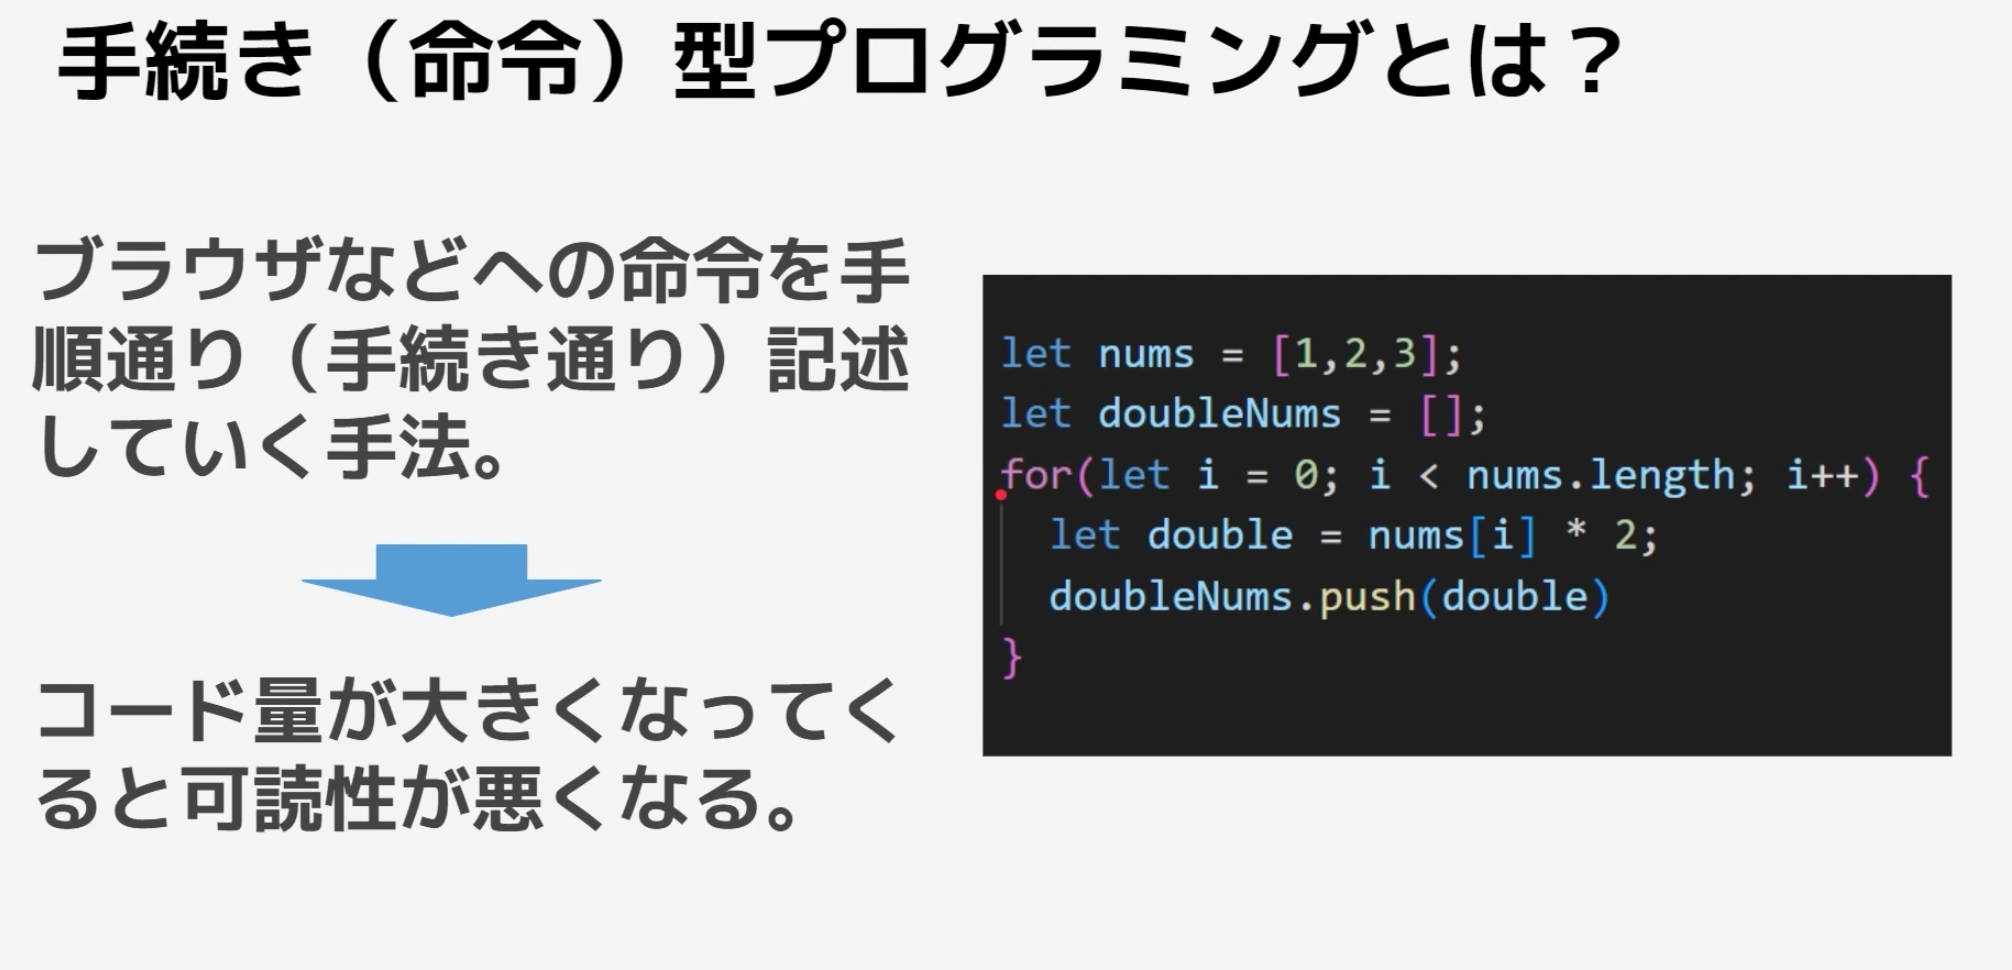 手続き（命令）型プログラミングとは？
ブラウザなどへの命令を手
順通り（手続き通り）記述
していく手法。
コード量が大きくなってく
ると可読性が悪くなる。
let nums = [1,2,3];
let doubleNums = [];
for(let i = 0; i < nums.length; i++) {
  let double = nums[i] * 2;
  doubleNums.push(double)
}